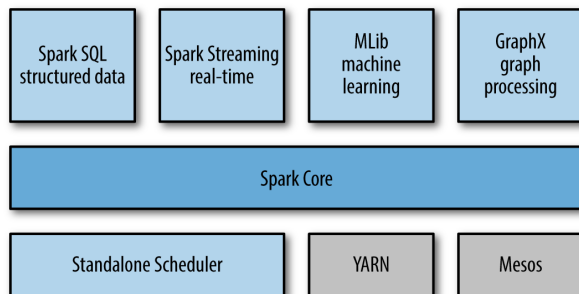 Spark SQL
structured data
Spark Streaming
real-time
MLib
machine
learning
GraphX
graph
processing
Spark Core
Standalone Scheduler
YARN
Mesos